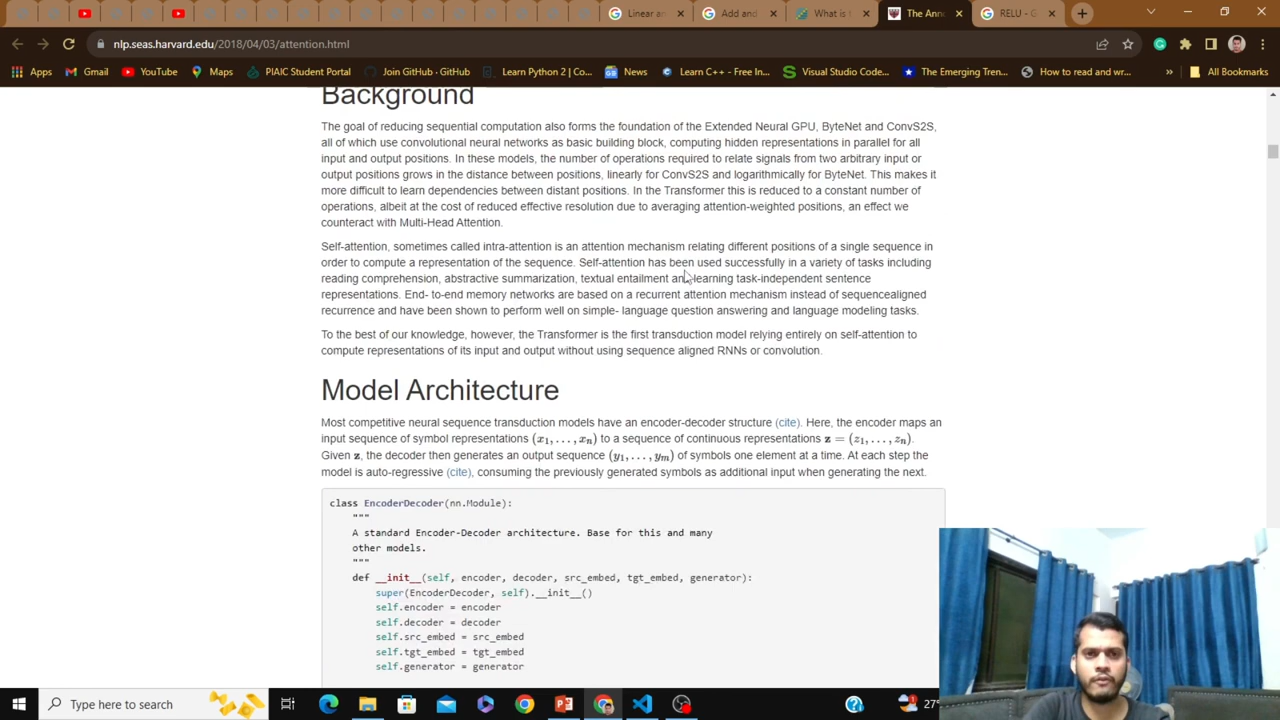 Linear ar
Add and
What is t
The Anno
RELU - G
nlp.seas.harvard.edu/2018/04/03/attention.html
Apps
Gmail
YouTube
Maps
PIAIC Student Portal
Join GitHub · GitHub
Learn Python 2 | Co...
News
Learn C++ - Free In...
Visual Studio Code...
The Emerging Tren...
How to read and wr...
»
All Bookmarks
Background
The goal of reducing sequential computation also forms the foundation of the Extended Neural GPU, ByteNet and ConvS2S,
all of which use convolutional neural networks as basic building block, computing hidden representations in parallel for all
input and output positions. In these models, the number of operations required to relate signals from two arbitrary input or
output positions grows in the distance between positions, linearly for ConvS2S and logarithmically for ByteNet. This makes it
more difficult to learn dependencies between distant positions. In the Transformer this is reduced to a constant number of
operations, albeit at the cost of reduced effective resolution due to averaging attention-weighted positions, an effect we
counteract with Multi-Head Attention.
Self-attention, sometimes called intra-attention is an attention mechanism relating different positions of a single sequence in
order to compute a representation of the sequence. Self-attention has been used successfully in a variety of tasks including
reading comprehension, abstractive summarization, textual entailment and learning task-independent sentence
representations. End- to-end memory networks are based on a recurrent attention mechanism instead of sequencealigned
recurrence and have been shown to perform well on simple- language question answering and language modeling tasks.
To the best of our knowledge, however, the Transformer is the first transduction model relying entirely on self-attention to
compute representations of its input and output without using sequence aligned RNNs or convolution.
Model Architecture
Most competitive neural sequence transduction models have an encoder-decoder structure (cite). Here, the encoder maps an
input sequence of symbol representations (x₁, . . . , xₙ) to a sequence of continuous representations z = (z₁, . . . , zₙ).
Given z, the decoder then generates an output sequence (y₁, . . . , yₘ) of symbols one element at a time. At each step the
model is auto-regressive (cite), consuming the previously generated symbols as additional input when generating the next.
class EncoderDecoder(nn.Module):
"""
A standard Encoder-Decoder architecture. Base for this and many
other models.
"""
def __init__(self, encoder, decoder, src_embed, tgt_embed, generator):
super(EncoderDecoder, self).__init__()
self.encoder = encoder
self.decoder = decoder
self.src_embed = src_embed
self.tgt_embed = tgt_embed
self.generator = generator
Type here to search
27°